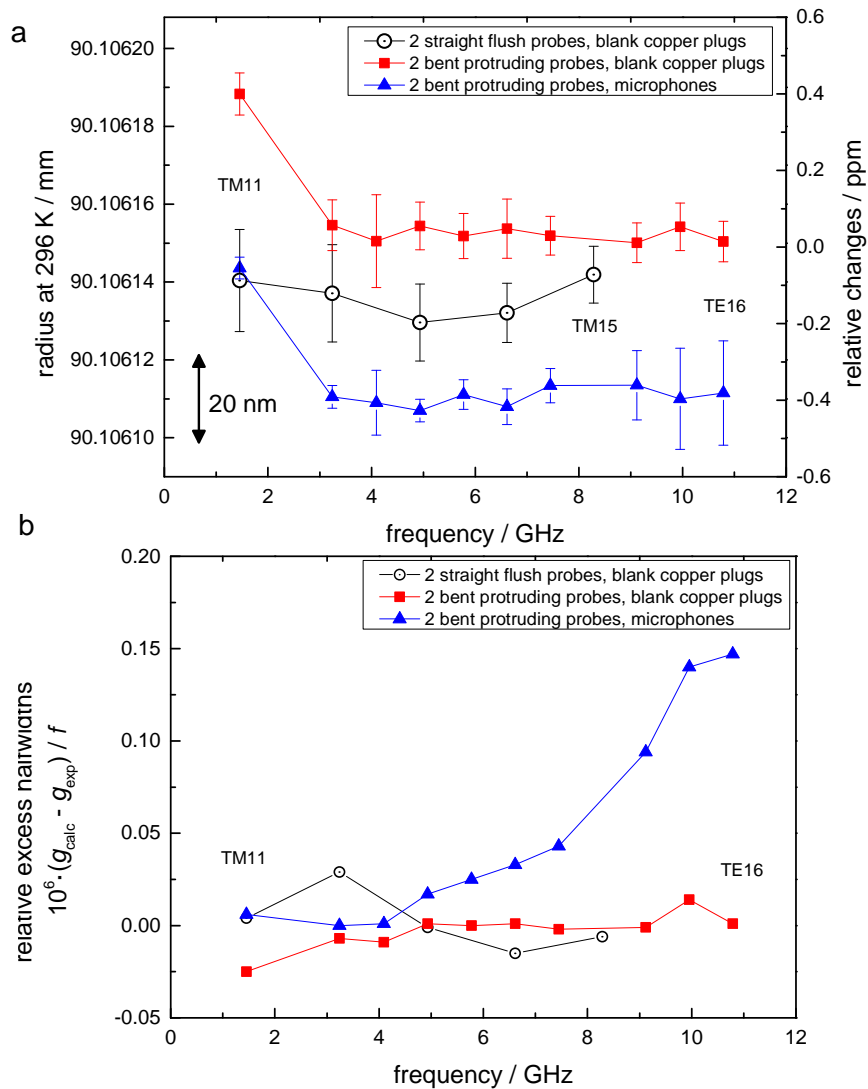 a
2 straight flush probes, blank copper plugs
2 bent protruding probes, blank copper plugs
2 bent protruding probes, microphones
radius at 296 K / mm
90.10620
90.10618
90.10616
90.10614
90.10612
90.10610
relative changes / ppm
0.6
0.4
0.2
0.0
-0.2
-0.4
-0.6
TM11
TM15
TE16
20 nm
0 2 4 6 8 10 12
frequency / GHz
b
2 straight flush probes, blank copper plugs
2 bent protruding probes, blank copper plugs
2 bent protruding probes, microphones
relative excess halfwidths
10^6·(g_calc - g_exp) / f
0.20
0.15
0.10
0.05
0.00
-0.05
TM11
TE16
0 2 4 6 8 10 12
frequency / GHz